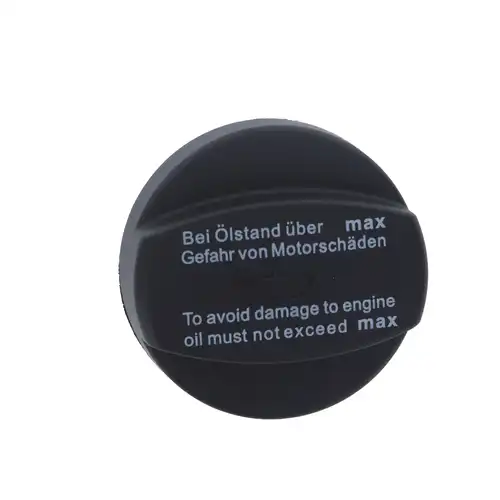 Bei Ölstand über max
Gefahr von Motorschäden
To avoid damage to engine
oil must not exceed max